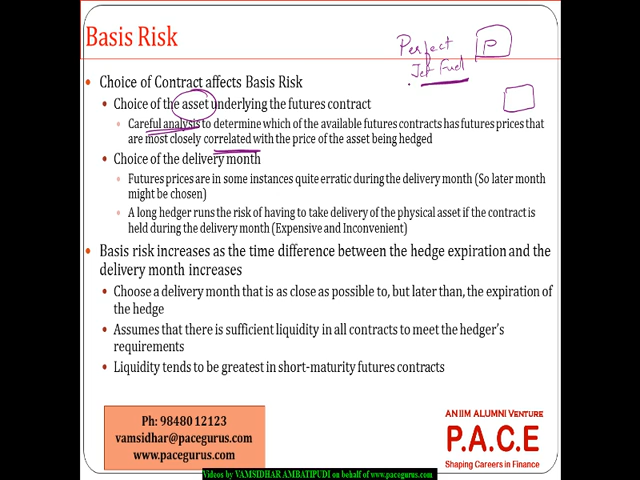 Basis Risk
Perfect
Jet Fuel
P
• Choice of Contract affects Basis Risk
• Choice of the asset underlying the futures contract
• Careful analysis to determine which of the available futures contracts has futures prices that
are most closely correlated with the price of the asset being hedged
• Choice of the delivery month
• Futures prices are in some instances quite erratic during the delivery month (So later month
might be chosen)
• A long hedger runs the risk of having to take delivery of the physical asset if the contract is
held during the delivery month (Expensive and Inconvenient)
• Basis risk increases as the time difference between the hedge expiration and the
delivery month increases
• Choose a delivery month that is as close as possible to, but later than, the expiration of
the hedge
• Assumes that there is sufficient liquidity in all contracts to meet the hedger's
requirements
• Liquidity tends to be greatest in short-maturity futures contracts
Ph: 98480 12123
vamsidhar@pacegurus.com
www.pacegurus.com
AN IIM ALUMNI VENTURE
P.A.C.E
Shaping Careers in Finance
Videos by VAMSIDHAR AMBATIPUDI on behalf of www.pacegurus.com